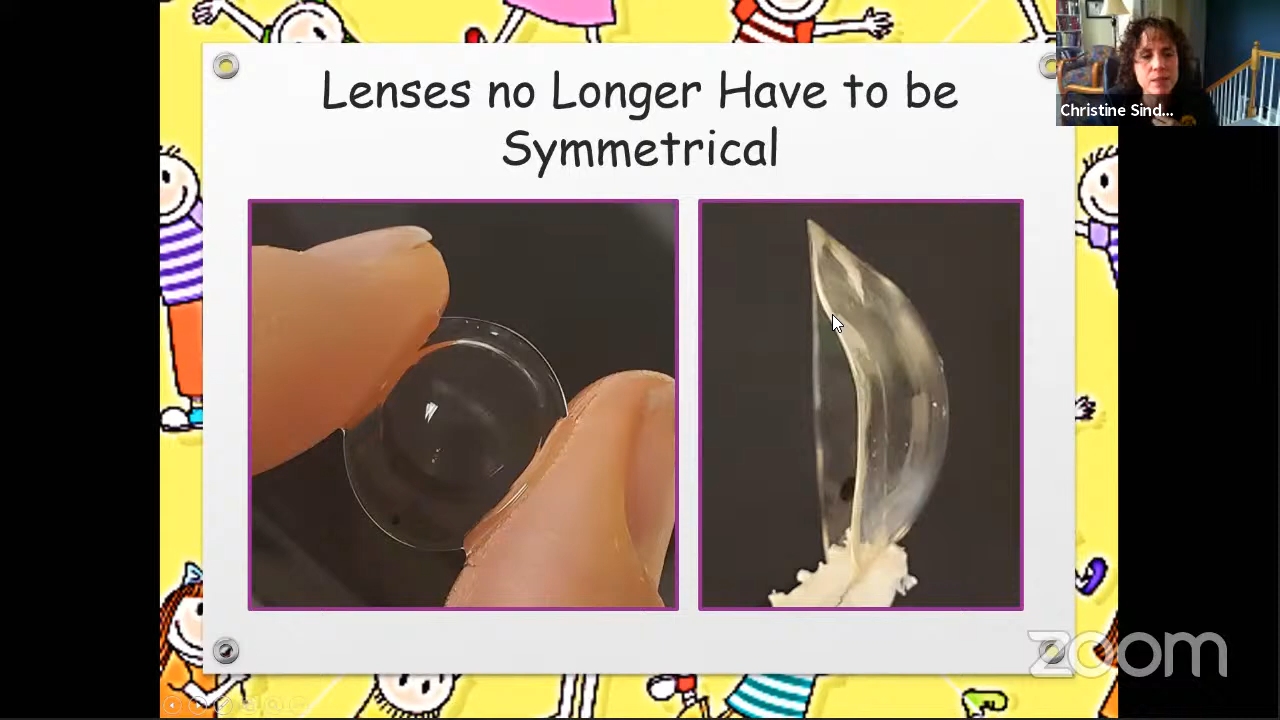 Lenses no Longer Have to be
Symmetrical
Christine Sind...
zoom